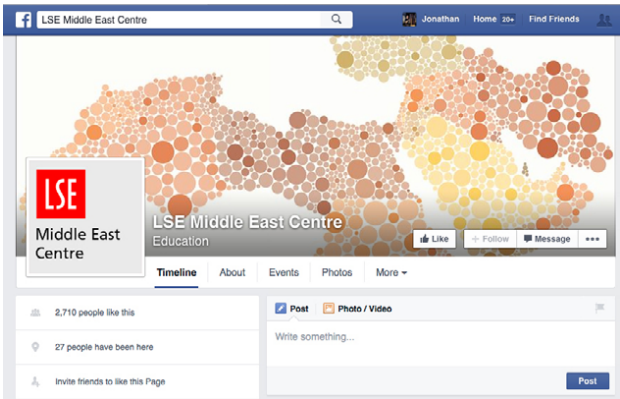 LSE Middle East Centre
Jonathan Home 20+ Find Friends
LSE
Middle East
Centre
LSE Middle East Centre
Education
Like + Follow Message •••
Timeline About Events Photos More
2,710 people like this
27 people have been here
Invite friends to like this Page
Post Photo / Video
Write something...
Post